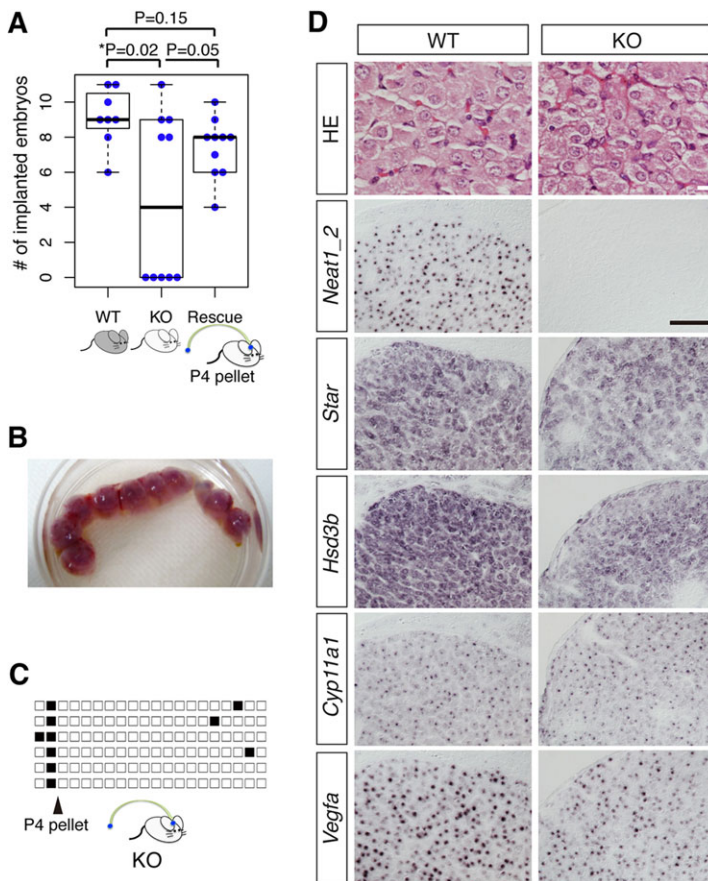 A
P=0.15
*P=0.02 P=0.05
# of implanted embryos
10
8
6
4
2
0
WT KO Rescue
P4 pellet
B
C
P4 pellet
KO
D
WT KO
HE
Neat1_2
Star
Hsd3b
Cyp11a1
Vegfa